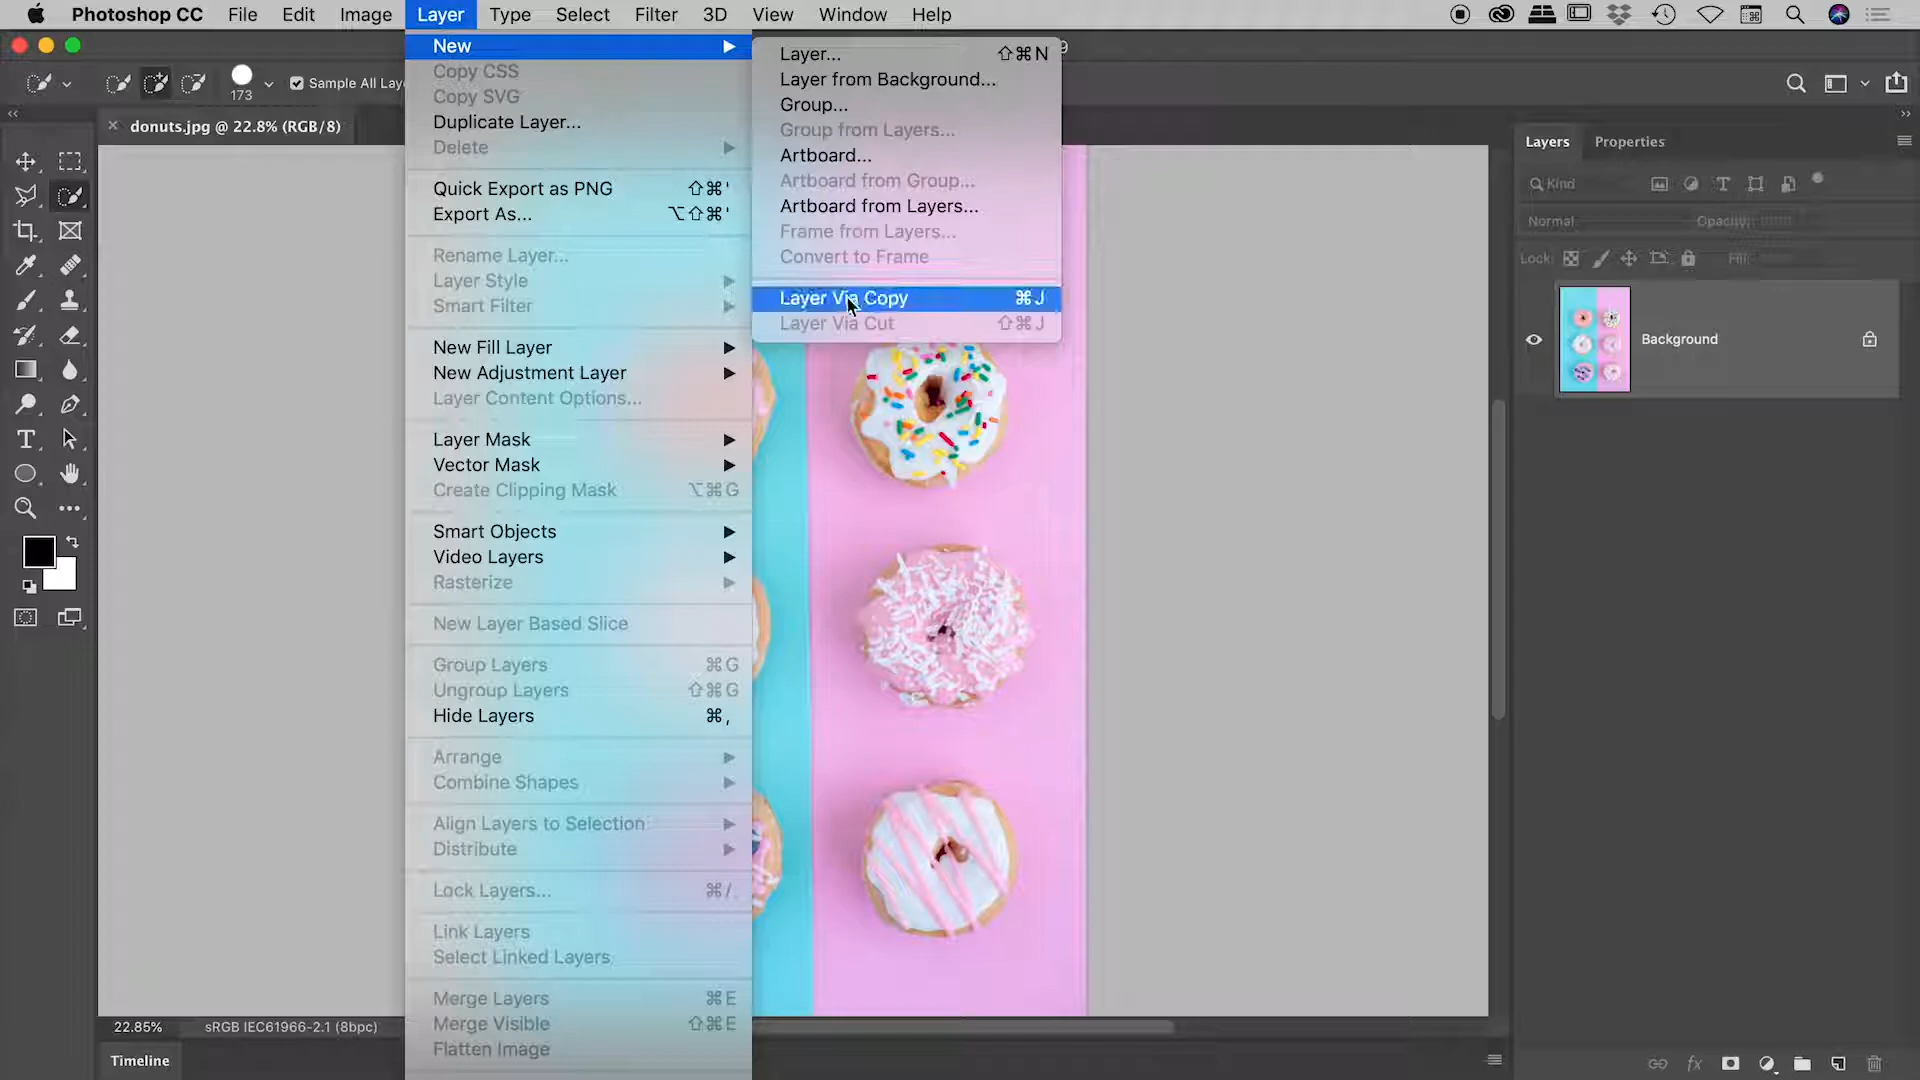 Photoshop CC File Edit Image Layer Type Select Filter 3D View Window Help
173
Sample All Laye
donuts.jpg @ 22.8% (RGB/8)
New
Copy CSS
Copy SVG
Duplicate Layer...
Delete
Quick Export as PNG ⇧⌘'
Export As... ⌥⇧⌘'
Rename Layer...
Layer Style
Smart Filter
New Fill Layer
New Adjustment Layer
Layer Content Options...
Layer Mask
Vector Mask
Create Clipping Mask ⌥⌘G
Smart Objects
Video Layers
Rasterize
New Layer Based Slice
Group Layers ⌘G
Ungroup Layers ⇧⌘G
Hide Layers ⌘,
Arrange
Combine Shapes
Align Layers to Selection
Distribute
Lock Layers... ⌘/
Link Layers
Select Linked Layers
Merge Layers ⌘E
Merge Visible ⇧⌘E
Flatten Image
Layer... ⇧⌘N
Layer from Background...
Group...
Group from Layers...
Artboard...
Artboard from Group...
Artboard from Layers...
Frame from Layers...
Convert to Frame
Layer Via Copy ⌘J
Layer Via Cut ⇧⌘J
Layers Properties
Kind
Normal Opacity:
Lock: Fill:
Background
fx
22.85% sRGB IEC61966-2.1 (8bpc)
Timeline